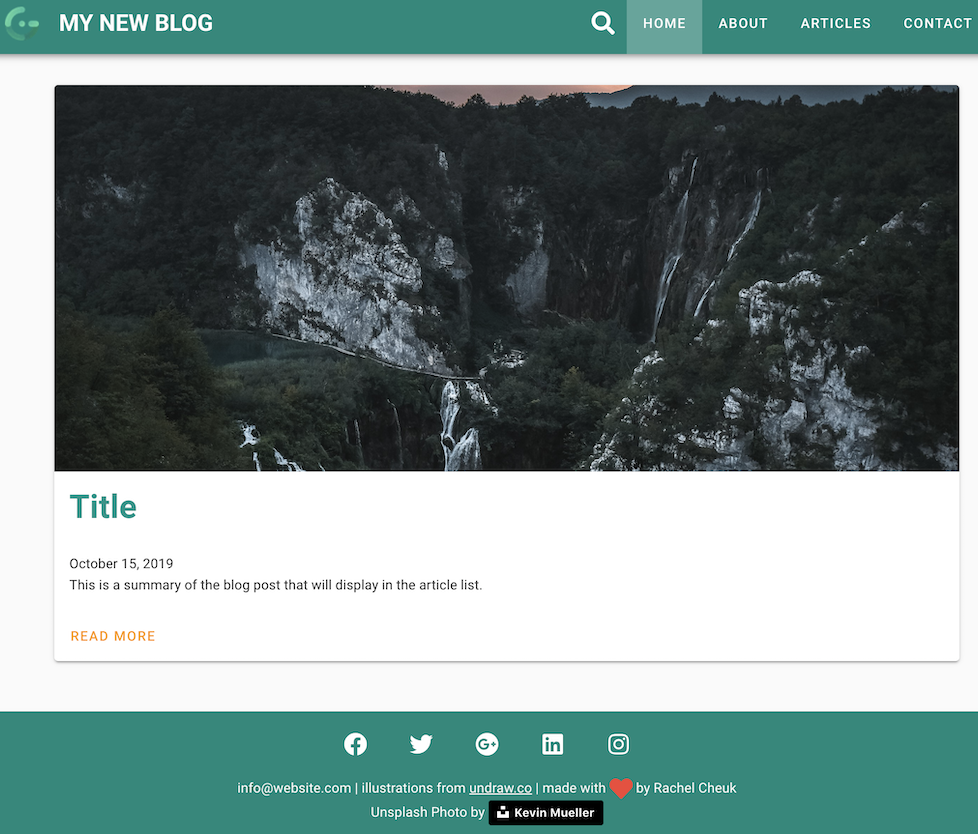 MY NEW BLOG
HOME
ABOUT
ARTICLES
CONTACT
Title
October 15, 2019
This is a summary of the blog post that will display in the article list.
READ MORE
info@website.com | illustrations from undraw.co | made with ❤ by Rachel Cheuk
Unsplash Photo by Kevin Mueller